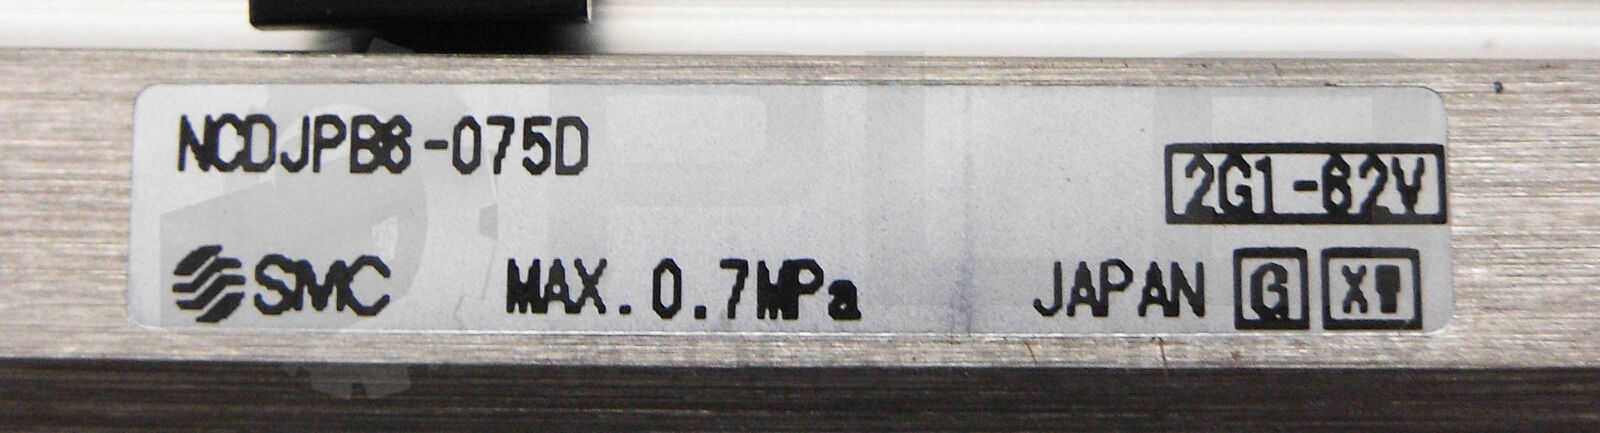 NCDJPB6-075D
2G1-62V
SMC MAX.0.7MPa JAPAN G